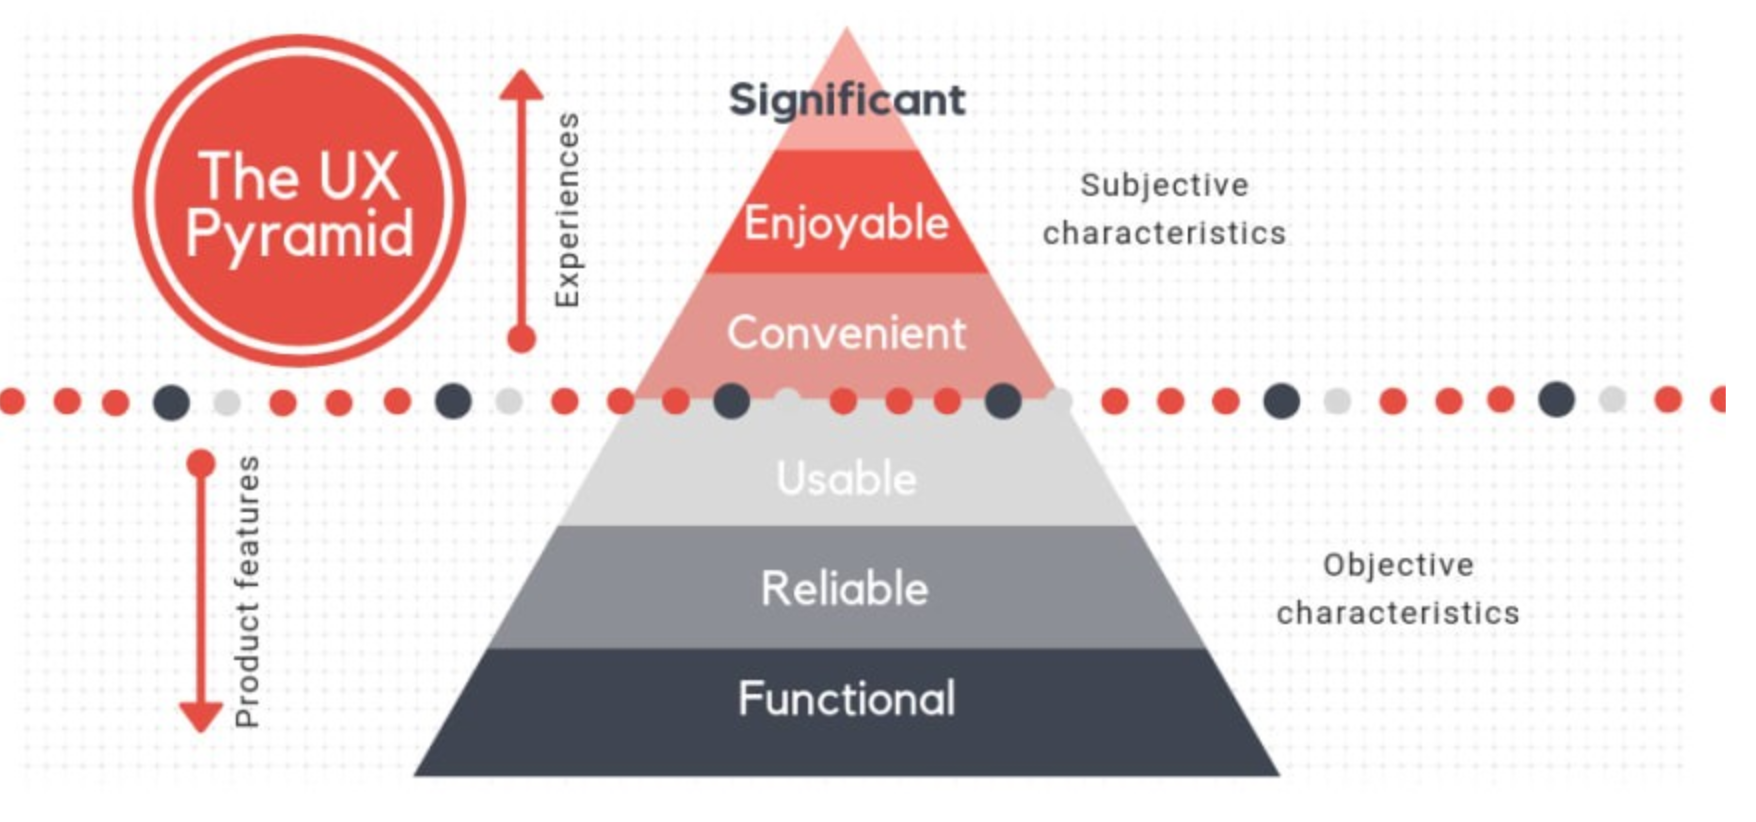 The UX
Pyramid
Experiences
Significant
Enjoyable
Convenient
Subjective
characteristics
Product features
Usable
Reliable
Functional
Objective
characteristics